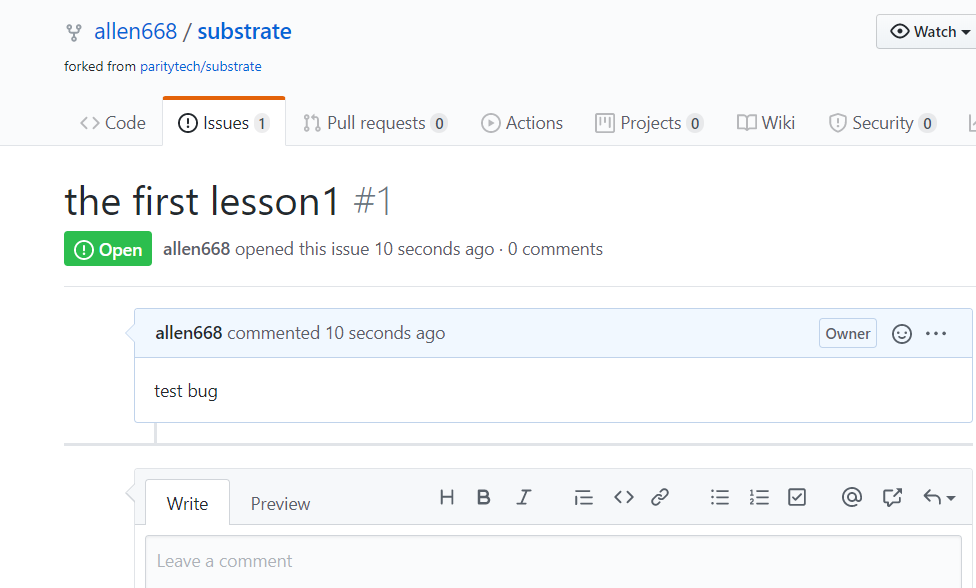 allen668 / substrate
Watch
forked from paritytech/substrate
Code Issues 1 Pull requests 0 Actions Projects 0 Wiki Security 0
the first lesson1 #1
Open allen668 opened this issue 10 seconds ago · 0 comments
allen668 commented 10 seconds ago Owner
test bug
Write Preview
Leave a comment